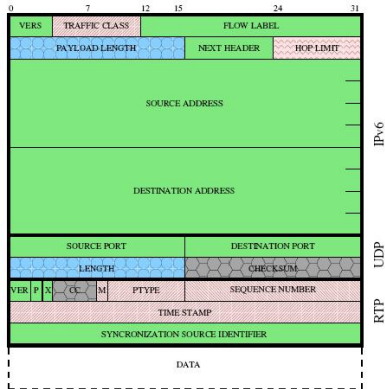 0 7 12 15 24 31
VERS TRAFFIC CLASS FLOW LABEL
PAYLOAD LENGTH NEXT HEADER HOP LIMIT
SOURCE ADDRESS
IPv6
DESTINATION ADDRESS
SOURCE PORT DESTINATION PORT
UDP
LENGTH CHECKSUM
VER P X CC M PTYPE SEQUENCE NUMBER
TIME STAMP
RTP
SYNCRONIZATION SOURCE IDENTIFIER
DATA